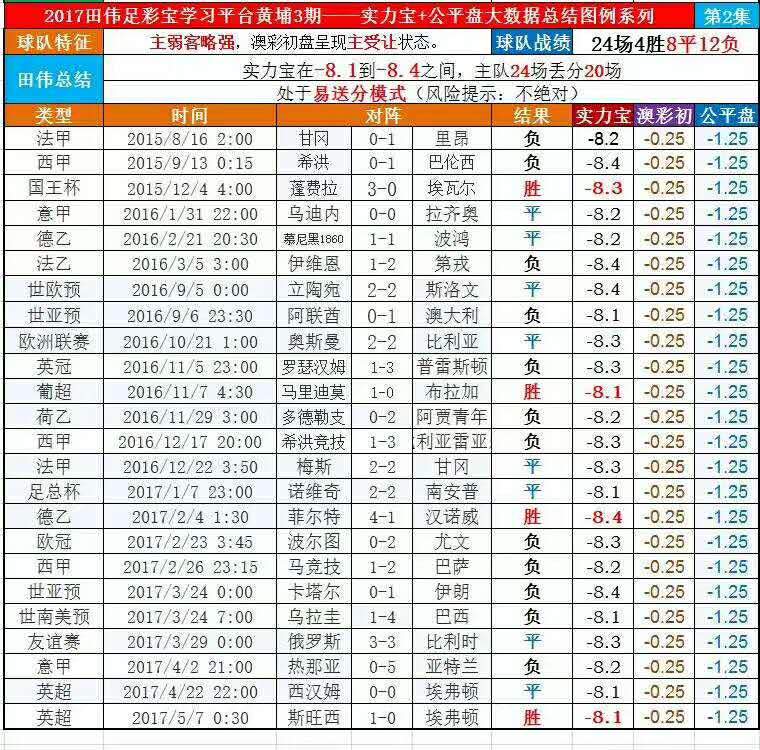 2017田伟足彩宝学习平台黄埔3期——实力宝+公平盘大数据总结图例系列 第2集
球队特征 主弱客略强，澳彩初盘呈现主受让状态。 球队战绩 24场4胜8平12负
田伟总结 实力宝在-8.1到-8.4之间，主队24场丢分20场
处于易送分模式（风险提示：不绝对）
类型 时间 对阵 结果 实力宝 澳彩初 公平盘
法甲 2015/8/16 2:00 甘冈 0-1 里昂 负 -8.2 -0.25 -1.25
西甲 2015/9/13 0:15 希洪 0-1 巴伦西 负 -8.4 -0.25 -1.25
国王杯 2015/12/4 4:00 蓬费拉 3-0 埃瓦尔 胜 -8.3 -0.25 -1.25
意甲 2016/1/31 22:00 乌迪内 0-0 拉齐奥 平 -8.2 -0.25 -1.25
德乙 2016/2/21 20:30 慕尼黑1860 1-1 波鸿 平 -8.2 -0.25 -1.25
法乙 2016/3/5 3:00 伊维恩 1-2 第戎 负 -8.4 -0.25 -1.25
世欧预 2016/9/5 0:00 立陶宛 2-2 斯洛文 平 -8.4 -0.25 -1.25
世亚预 2016/9/6 23:30 阿联酋 0-1 澳大利 负 -8.1 -0.25 -1.25
欧洲联赛 2016/10/21 1:00 奥斯曼 2-2 比利亚 平 -8.3 -0.25 -1.25
英冠 2016/11/5 23:00 罗瑟汉姆 1-3 普雷斯顿 负 -8.3 -0.25 -1.25
葡超 2016/11/7 4:30 马里迪莫 1-0 布拉加 胜 -8.1 -0.25 -1.25
荷乙 2016/11/29 3:00 多德勒支 0-2 阿贾青年 负 -8.2 -0.25 -1.25
西甲 2016/12/17 20:00 希洪竞技 1-3 利亚雷亚 负 -8.3 -0.25 -1.25
法甲 2016/12/22 3:50 梅斯 2-2 甘冈 平 -8.3 -0.25 -1.25
足总杯 2017/1/7 23:00 诺维奇 2-2 南安普 平 -8.1 -0.25 -1.25
德乙 2017/2/4 1:30 菲尔特 4-1 汉诺威 胜 -8.4 -0.25 -1.25
欧冠 2017/2/23 3:45 波尔图 0-2 尤文 负 -8.3 -0.25 -1.25
西甲 2017/2/26 23:15 马竞技 1-2 巴萨 负 -8.2 -0.25 -1.25
世亚预 2017/3/24 0:00 卡塔尔 0-1 伊朗 负 -8.4 -0.25 -1.25
世南美预 2017/3/24 7:00 乌拉圭 1-4 巴西 负 -8.1 -0.25 -1.25
友谊赛 2017/3/29 0:00 俄罗斯 3-3 比利时 平 -8.3 -0.25 -1.25
意甲 2017/4/2 21:00 热那亚 0-5 亚特兰 负 -8.2 -0.25 -1.25
英超 2017/4/22 22:00 西汉姆 0-0 埃弗顿 平 -8.1 -0.25 -1.25
英超 2017/5/7 0:30 斯旺西 1-0 埃弗顿 胜 -8.1 -0.25 -1.25